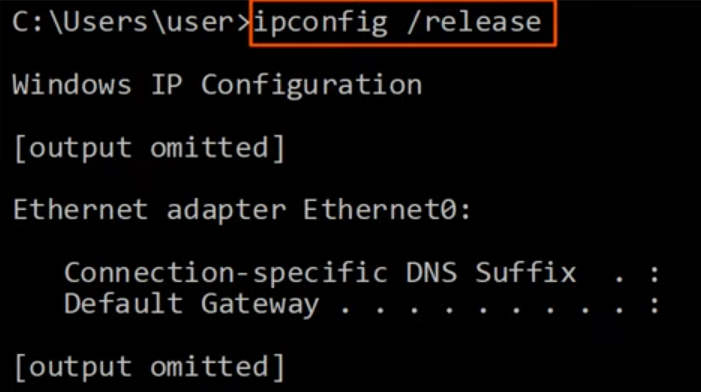 C:\Users\user>ipconfig /release
Windows IP Configuration
[output omitted]
Ethernet adapter Ethernet0:
Connection-specific DNS Suffix  . :
Default Gateway . . . . . . . . . :
[output omitted]